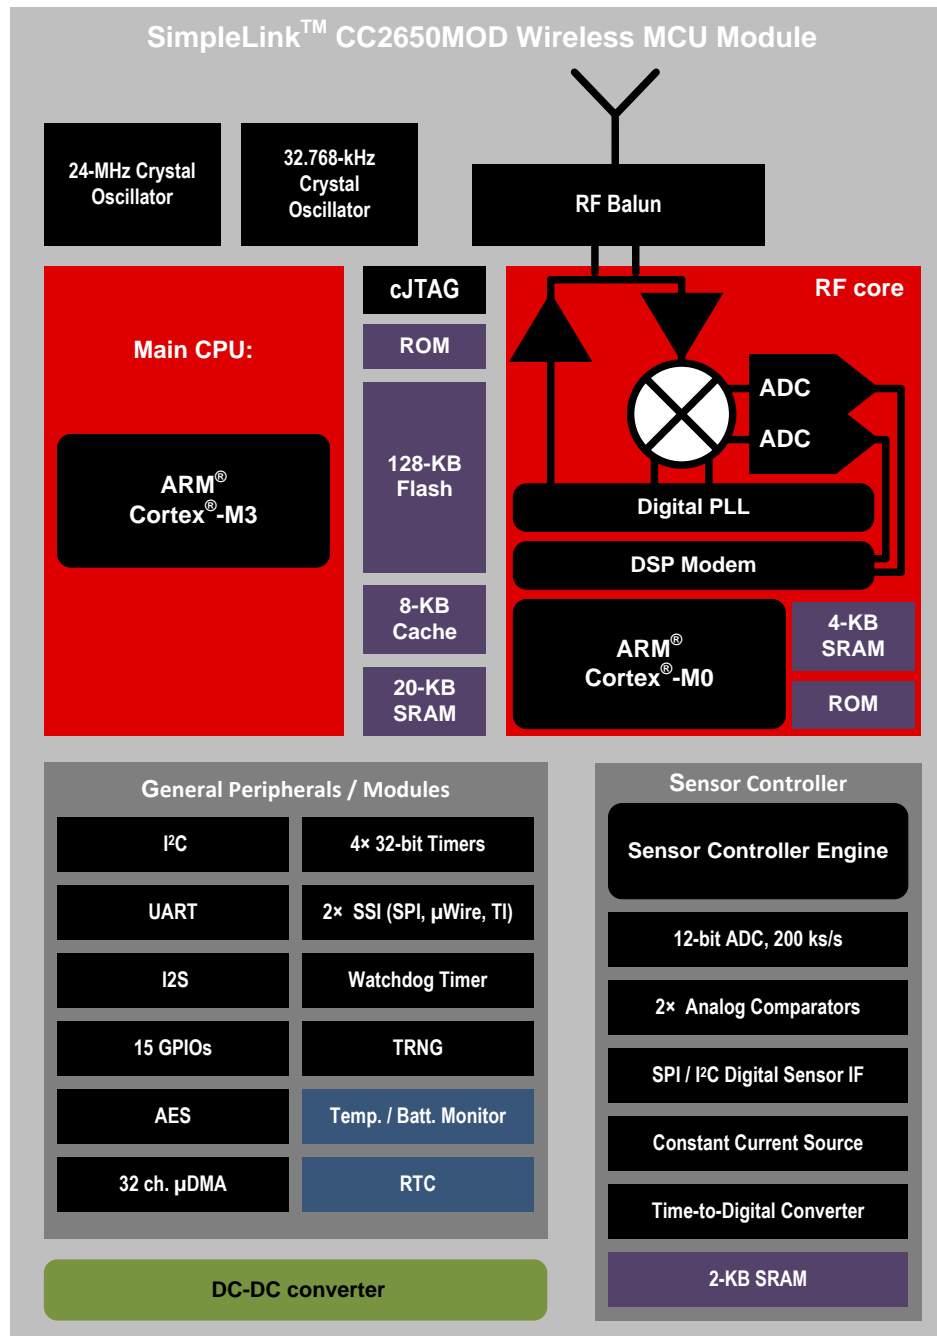 SimpleLink™ CC2650MOD Wireless MCU Module
24-MHz Crystal
Oscillator
32.768-kHz
Crystal
Oscillator
RF Balun
Main CPU:
ARM®
Cortex®-M3
cJTAG
ROM
128-KB
Flash
8-KB
Cache
20-KB
SRAM
RF core
ADC
ADC
Digital PLL
DSP Modem
ARM®
Cortex®-M0
4-KB
SRAM
ROM
General Peripherals / Modules
I²C
4× 32-bit Timers
UART
2× SSI (SPI, µWire, TI)
I2S
Watchdog Timer
15 GPIOs
TRNG
AES
Temp. / Batt. Monitor
32 ch. µDMA
RTC
Sensor Controller
Sensor Controller Engine
12-bit ADC, 200 ks/s
2× Analog Comparators
SPI / I²C Digital Sensor IF
Constant Current Source
Time-to-Digital Converter
2-KB SRAM
DC-DC converter